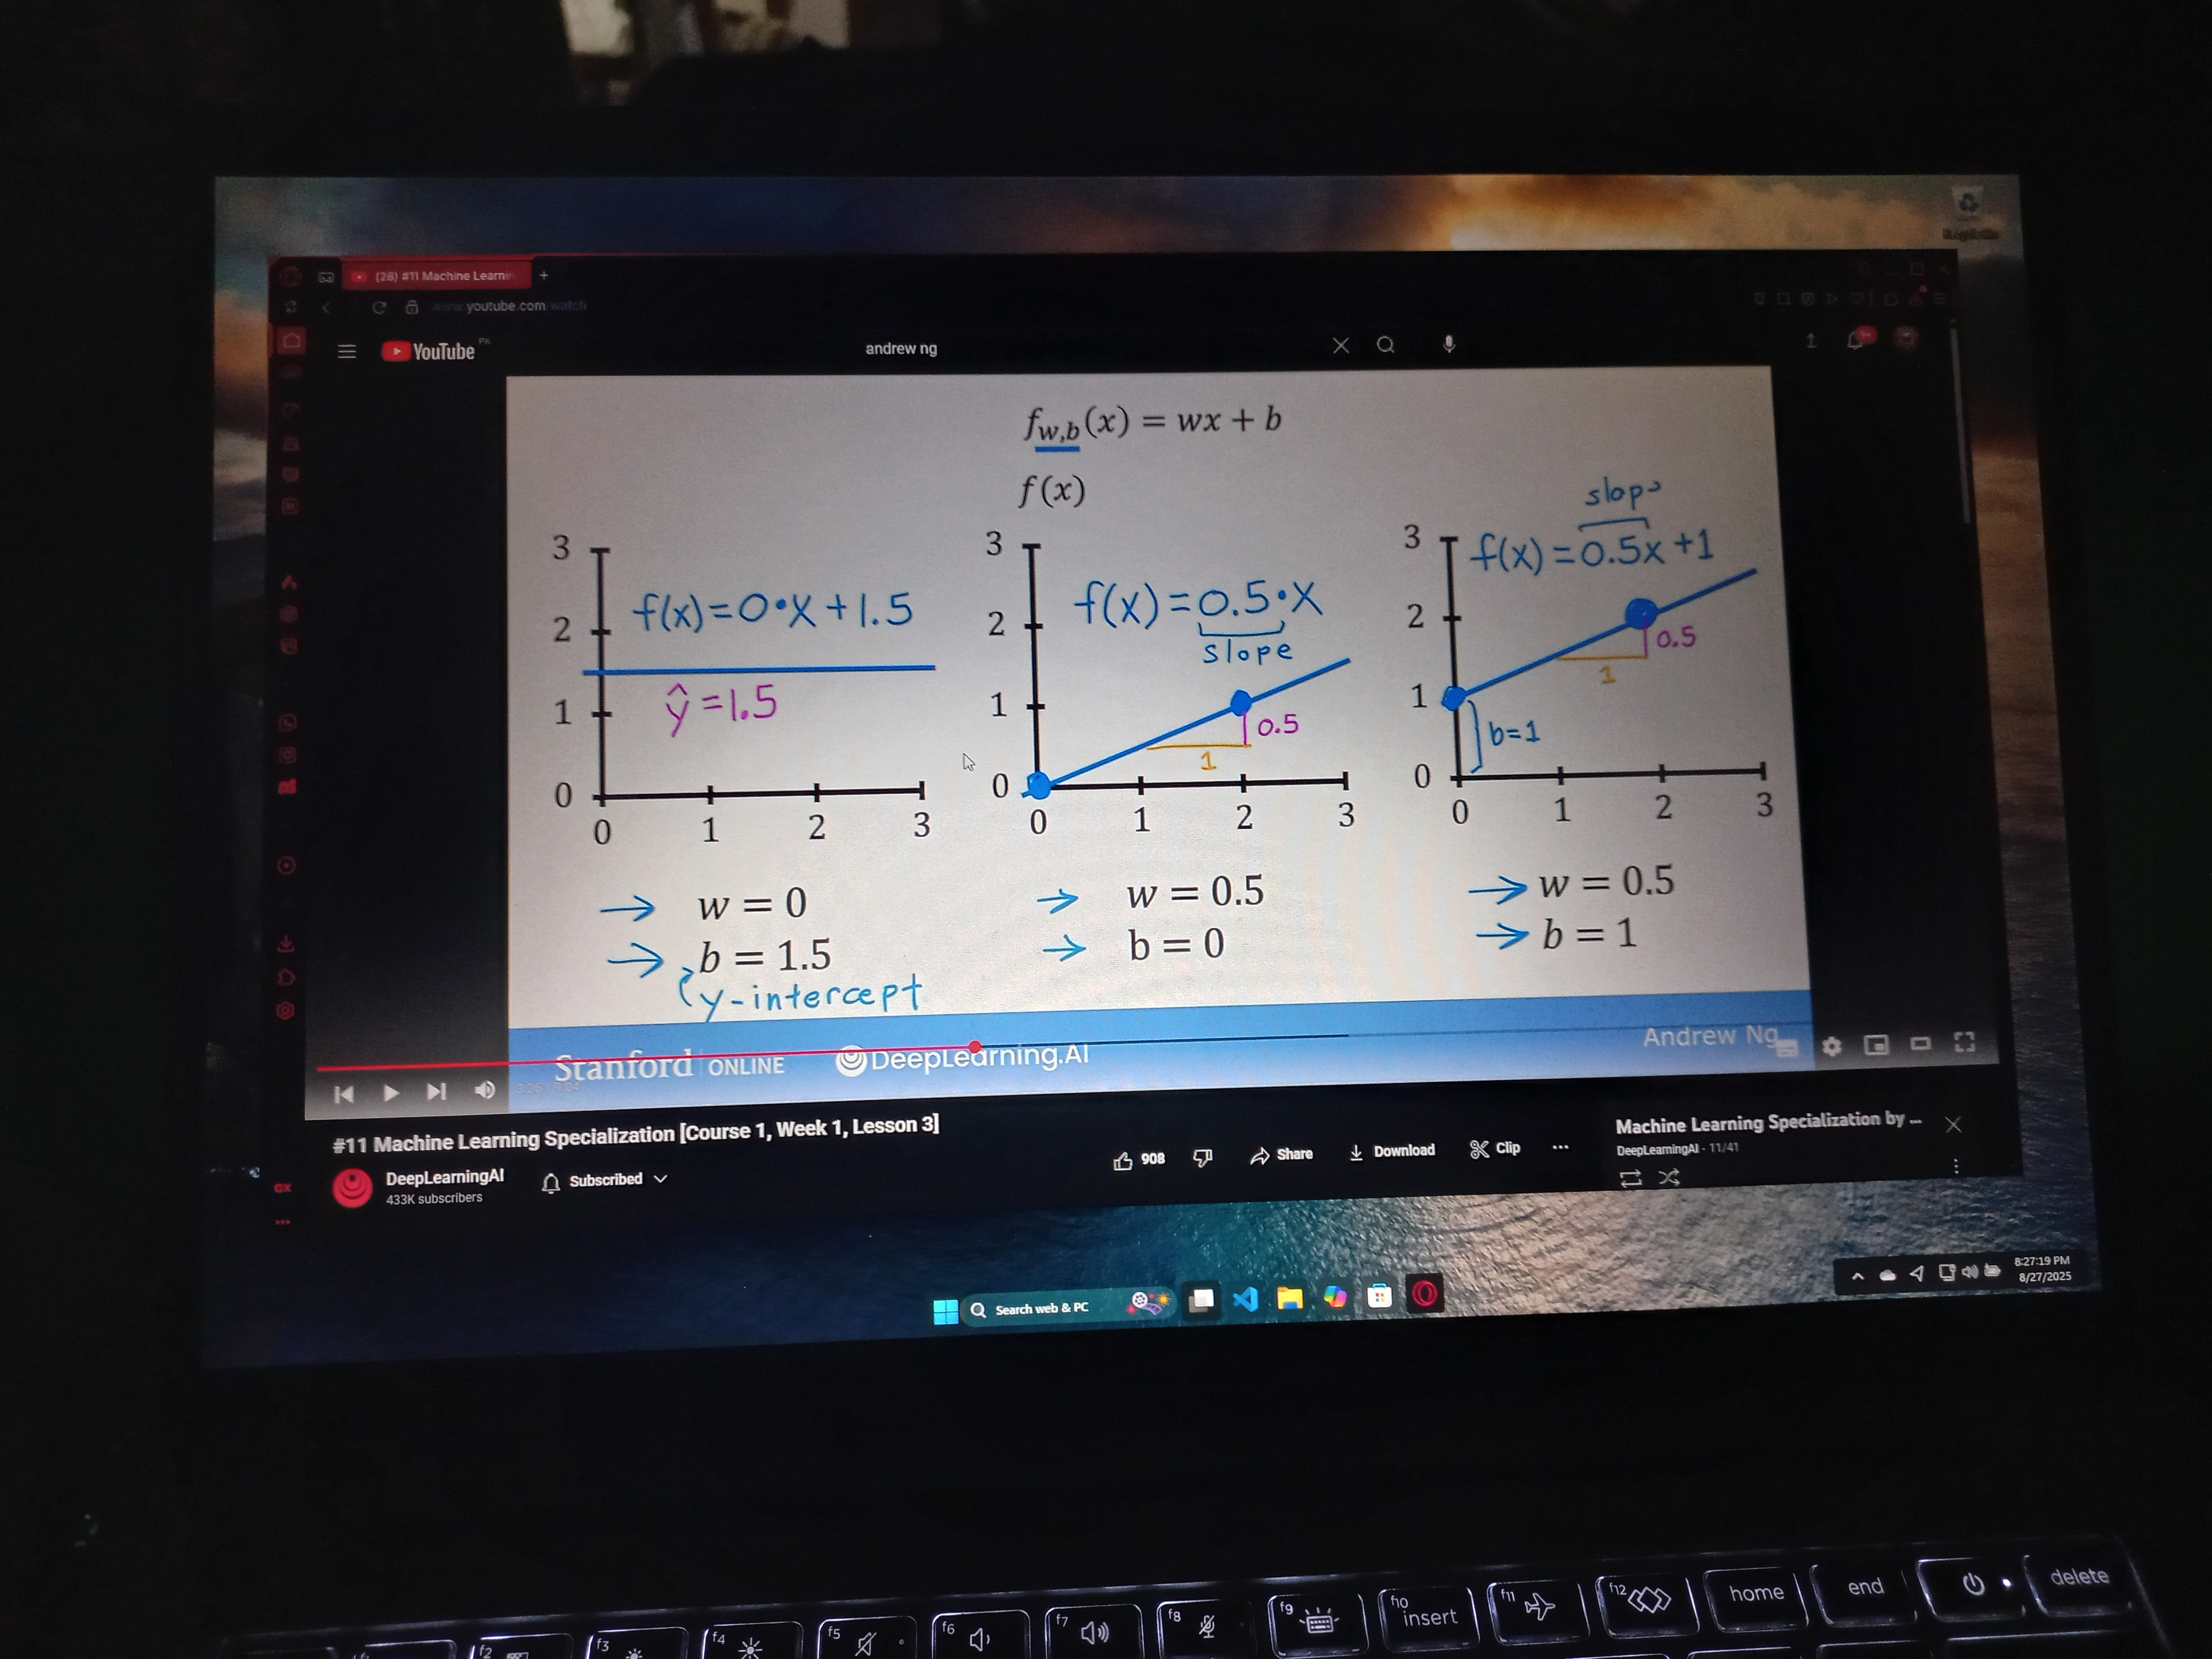 (28) #11 Machine Learnin
+
www.youtube.com/watch
YouTube PK
andrew ng
f_{w,b}(x) = wx + b
f(x)
3
2
1
0
0 1 2 3
f(x)=0•X+1.5
ŷ=1.5
w = 0
b = 1.5
y-intercept
3
2
1
0
0 1 2 3
f(x)=0.5•X
slope
0.5
1
w = 0.5
b = 0
slope
3
2
1
0
0 1 2 3
f(x)=0.5x+1
0.5
1
b=1
w = 0.5
b = 1
Stanford ONLINE
DeepLearning.AI
Andrew Ng
#11 Machine Learning Specialization [Course 1, Week 1, Lesson 3]
DeepLearningAI
433K subscribers
Subscribed
908
Share
Download
Clip
...
Machine Learning Specialization by ...
DeepLearningAI - 11/41
GX
Search web & PC
8:27:19 PM
8/27/2025
f2
f3
f4
f5
f6
f7
f8
f9
f10 insert
f11
f12
home
end
delete